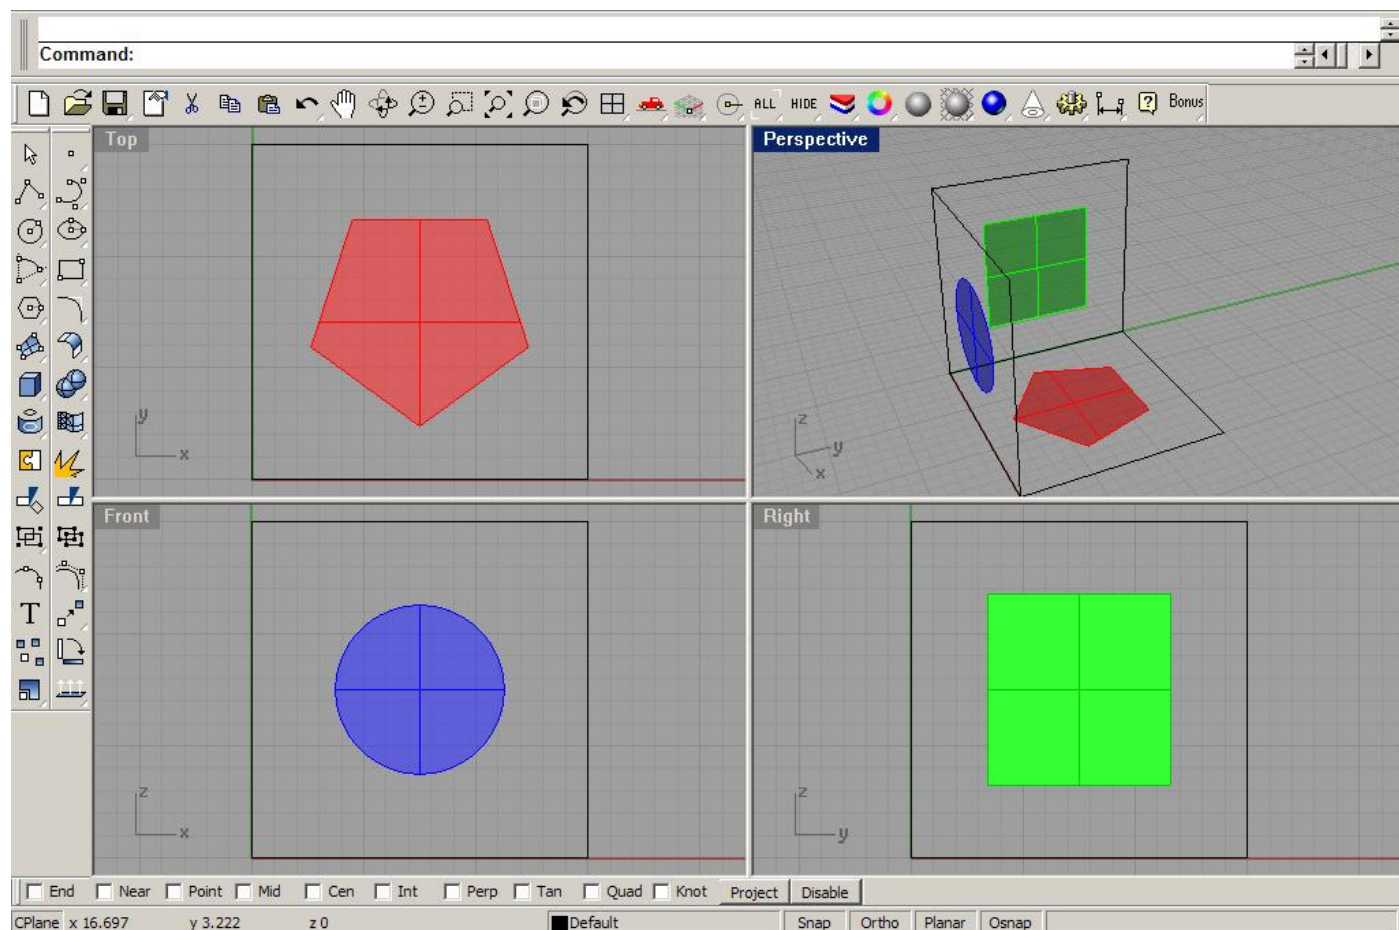 Command:
ALL HIDE Bonus
Top
Perspective
y
x
z
y
x
Front
Right
z
x
z
y
T
End Near Point Mid Cen Int Perp Tan Quad Knot Project Disable
CPlane x 16.697 y 3.222 z 0 Default Snap Ortho Planar Osnap